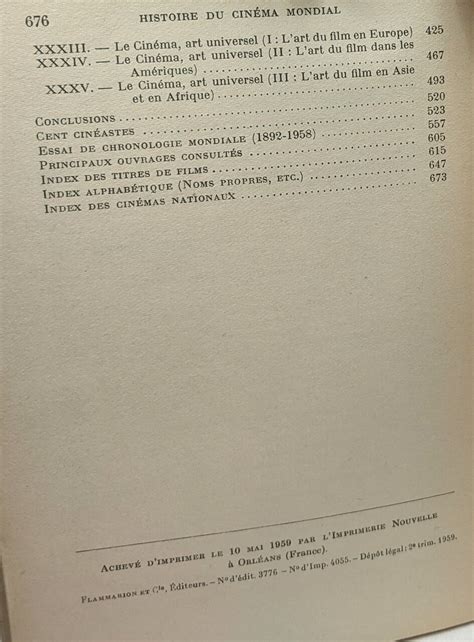 676 HISTOIRE DU CINÉMA MONDIAL
XXXIII. — Le Cinéma, art universel (I : L'art du film en Europe) 425
XXXIV. — Le Cinéma, art universel (II : L'art du film dans les
Amériques) 467
XXXV. — Le Cinéma, art universel (III : L'art du film en Asie
et en Afrique) 493
CONCLUSIONS 520
CENT CINÉASTES 523
ESSAI DE CHRONOLOGIE MONDIALE (1892-1958) 557
PRINCIPAUX OUVRAGES CONSULTÉS 605
INDEX DES TITRES DE FILMS 615
INDEX ALPHABÉTIQUE (NOMS PROPRES, ETC.) 647
INDEX DES CINÉMAS NATIONAUX 673
ACHEVÉ D'IMPRIMER LE 10 MAI 1959 PAR L'IMPRIMERIE NOUVELLE
A ORLÉANS (France).
FLAMMARION ET Cie, Éditeurs. – N° d'édit. 3776 – N° d'Imp. 4055. – Dépôt légal : 2e trim. 1959.